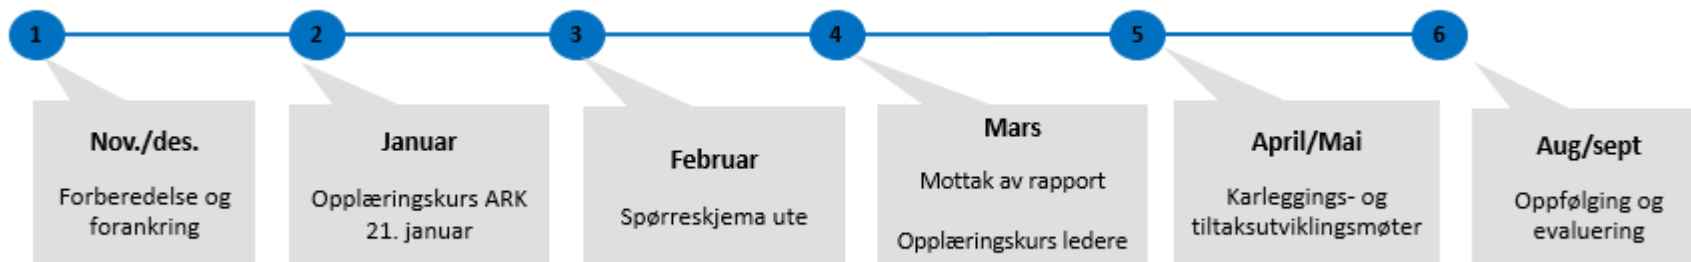 1
2
3
4
5
6
Nov./des.
Forberedelse og
forankring
Januar
Opplæringskurs ARK
21. januar
Februar
Spørreskjema ute
Mars
Mottak av rapport
Opplæringskurs ledere
April/Mai
Karleggings- og
tiltaksutviklingsmøter
Aug/sept
Oppfølging og
evaluering